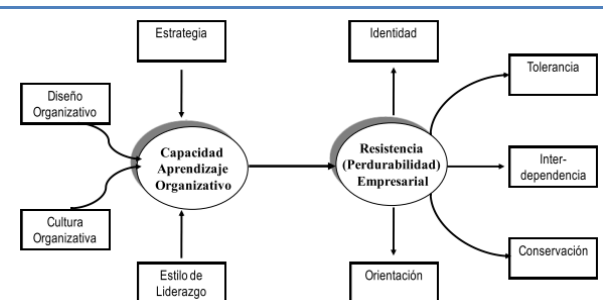 Estrategia
Identidad
Tolerancia
Diseño
Organizativo
Capacidad
Aprendizaje
Organizativo
Resistencia
(Perdurabilidad)
Empresarial
Inter-
dependencia
Cultura
Organizativa
Conservación
Estilo de
Liderazgo
Orientación